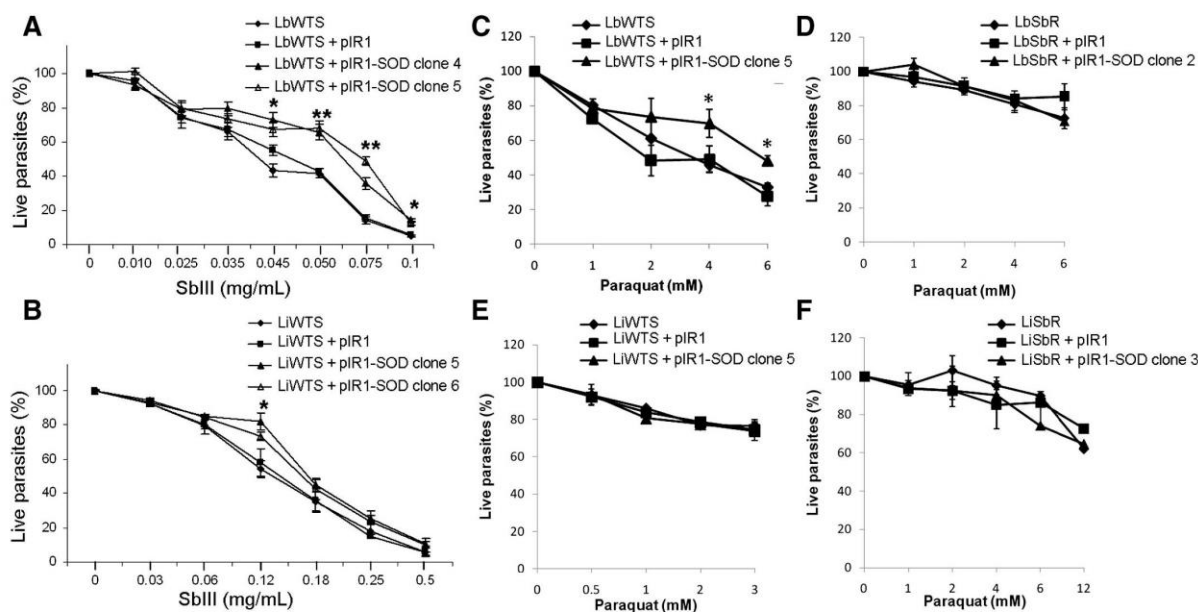 A
LbWTS
LbWTS + pIR1
LbWTS + pIR1-SOD clone 4
LbWTS + pIR1-SOD clone 5
Live parasites (%)
100
80
60
40
20
0
* ** ** *
0 0.010 0.025 0.035 0.045 0.050 0.075 0.1
SbIII (mg/mL)
C
LbWTS
LbWTS + pIR1
LbWTS + pIR1-SOD clone 5
Live parasites (%)
120
100
80
60
40
20
0
* *
0 1 2 4 6
Paraquat (mM)
D
LbSbR
LbSbR + pIR1
LbSbR + pIR1-SOD clone 2
Live parasites (%)
120
100
80
60
40
20
0
0 1 2 4 6
Paraquat (mM)
B
LiWTS
LiWTS + pIR1
LiWTS + pIR1-SOD clone 5
LiWTS + pIR1-SOD clone 6
Live parasites (%)
100
80
60
40
20
0
*
0 0.03 0.06 0.12 0.18 0.25 0.5
SbIII (mg/mL)
E
LiWTS
LiWTS + pIR1
LiWTS + pIR1-SOD clone 5
Live parasites (%)
120
100
80
60
40
20
0
0 0.5 1 2 3
Paraquat (mM)
F
LiSbR
LiSbR + pIR1
LiSbR + pIR1-SOD clone 3
Live parasites (%)
120
100
80
60
40
20
0
0 1 2 4 6 12
Paraquat (mM)